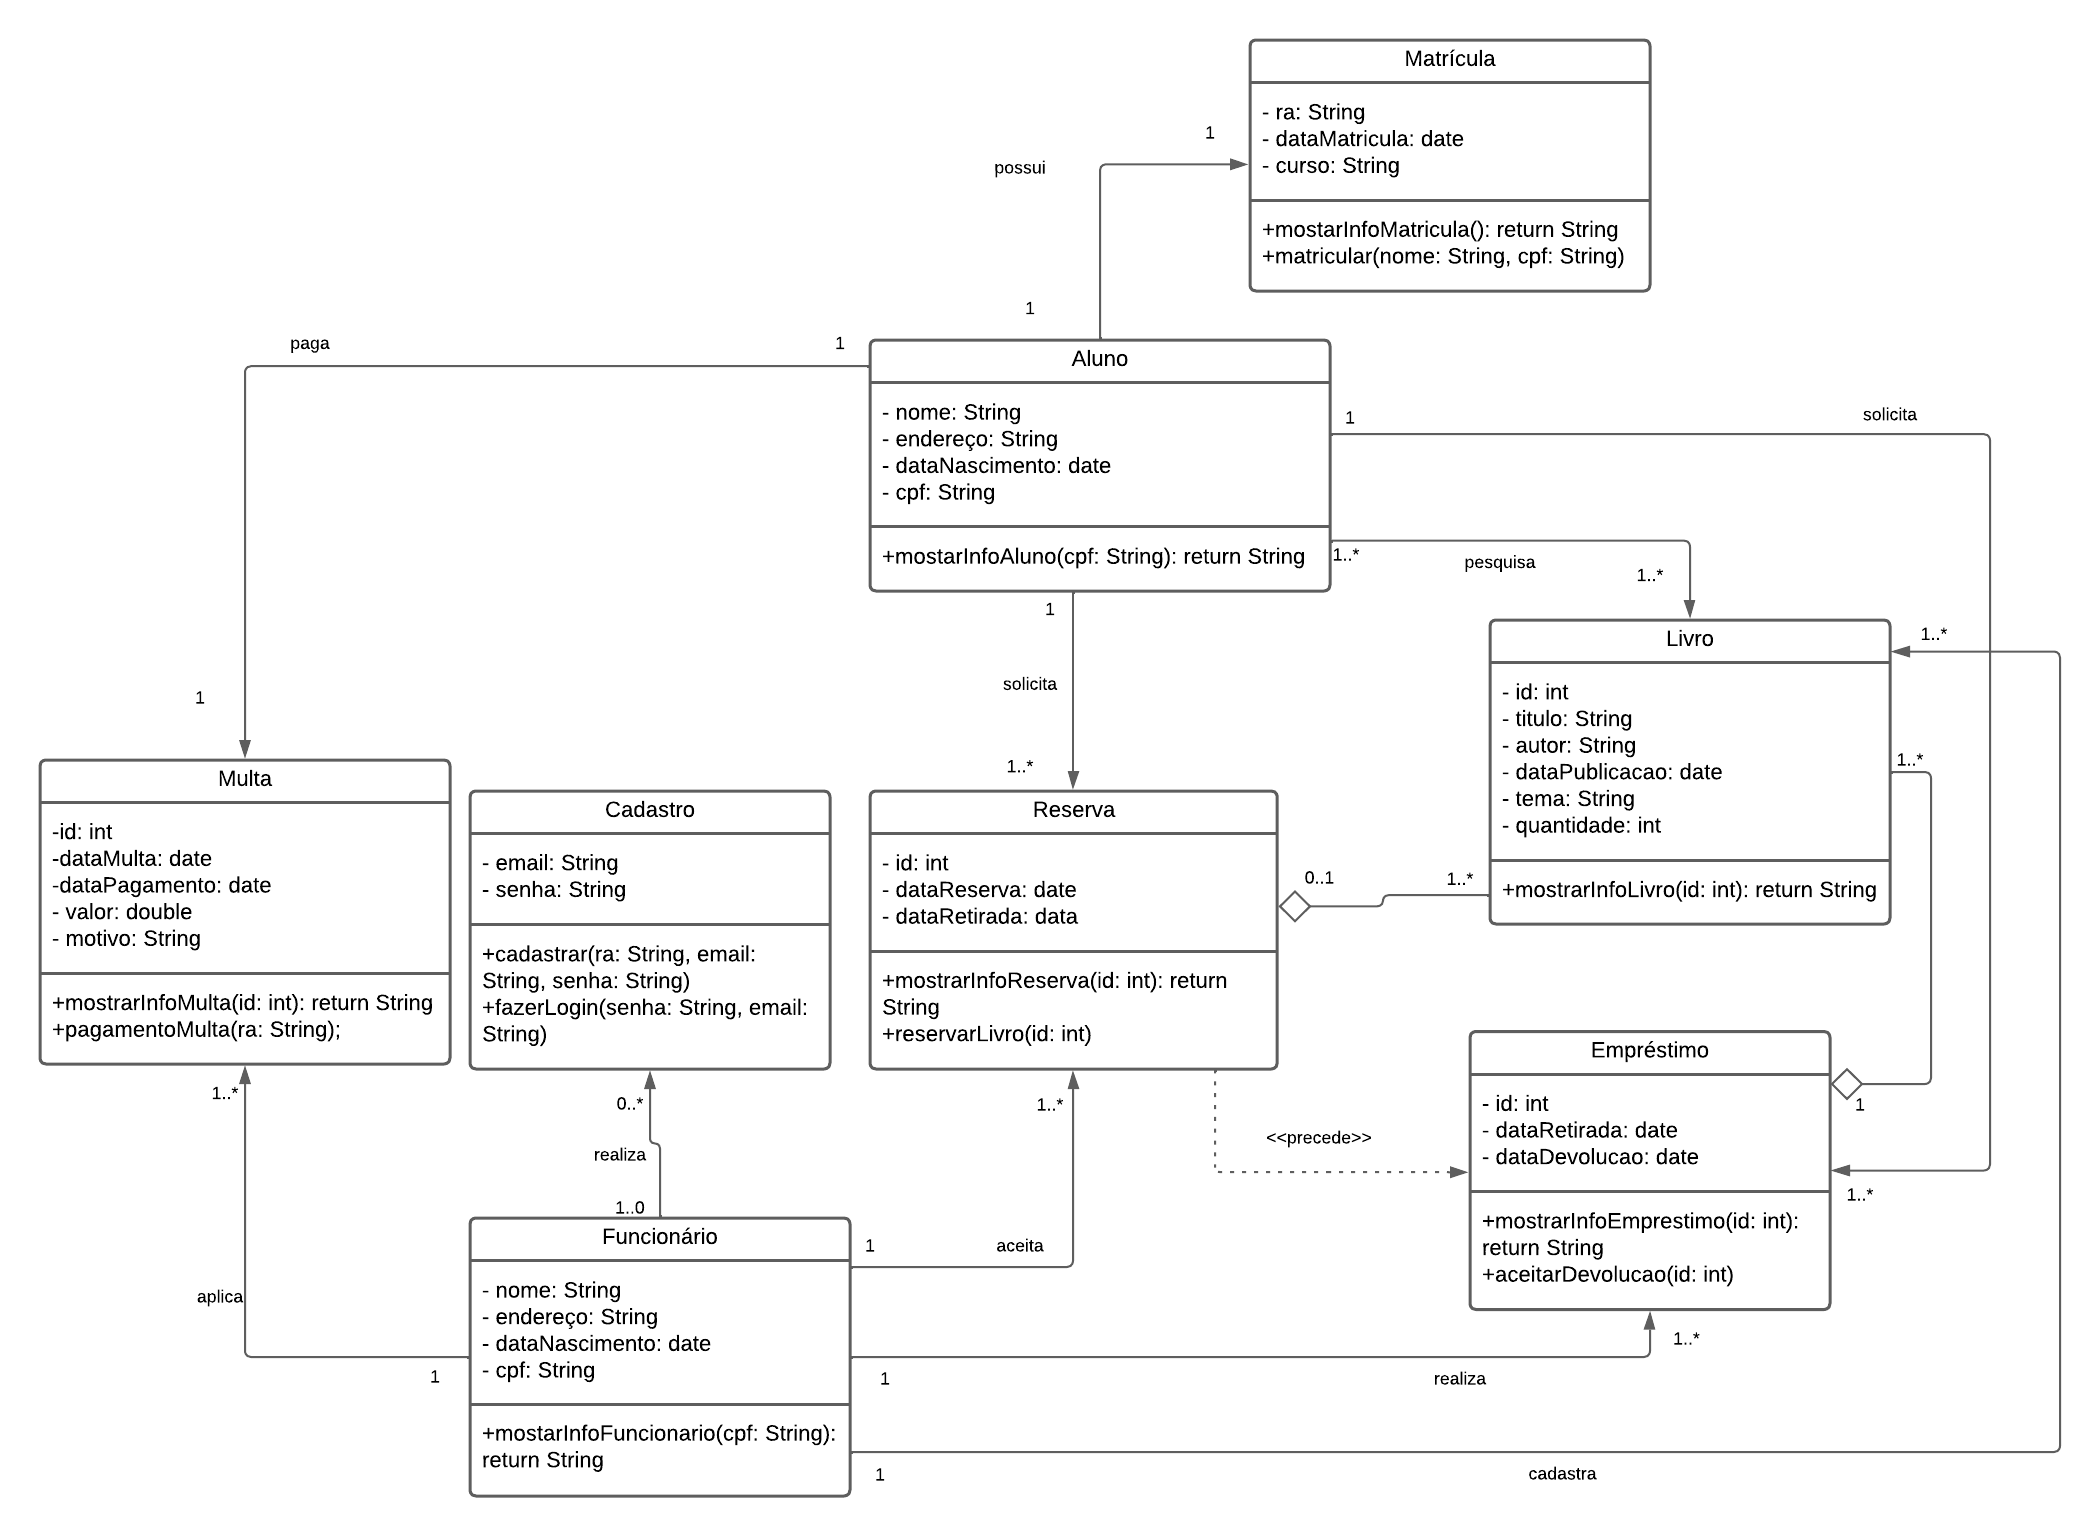 Matrícula
- ra: String
- dataMatricula: date
- curso: String
+mostarInfoMatricula(): return String
+matricular(nome: String, cpf: String)
1
possui
1
paga
1
Aluno
- nome: String
- endereço: String
- dataNascimento: date
- cpf: String
+mostarInfoAluno(cpf: String): return String
1
solicita
1..*
pesquisa
1..*
1
solicita
1..*
1
Livro
- id: int
- titulo: String
- autor: String
- dataPublicacao: date
- tema: String
- quantidade: int
+mostrarInfoLivro(id: int): return String
1..*
1..*
Multa
-id: int
-dataMulta: date
-dataPagamento: date
- valor: double
- motivo: String
+mostrarInfoMulta(id: int): return String
+pagamentoMulta(ra: String);
Cadastro
- email: String
- senha: String
+cadastrar(ra: String, email:
String, senha: String)
+fazerLogin(senha: String, email:
String)
Reserva
- id: int
- dataReserva: date
- dataRetirada: data
+mostrarInfoReserva(id: int): return
String
+reservarLivro(id: int)
0..1
1..*
1..*
0..*
1..*
<<precede>>
realiza
1..0
Empréstimo
- id: int
- dataRetirada: date
- dataDevolucao: date
+mostrarInfoEmprestimo(id: int):
return String
+aceitarDevolucao(id: int)
1
1..*
1..*
Funcionário
- nome: String
- endereço: String
- dataNascimento: date
- cpf: String
+mostarInfoFuncionario(cpf: String):
return String
1
aceita
aplica
1
1
realiza
1
cadastra